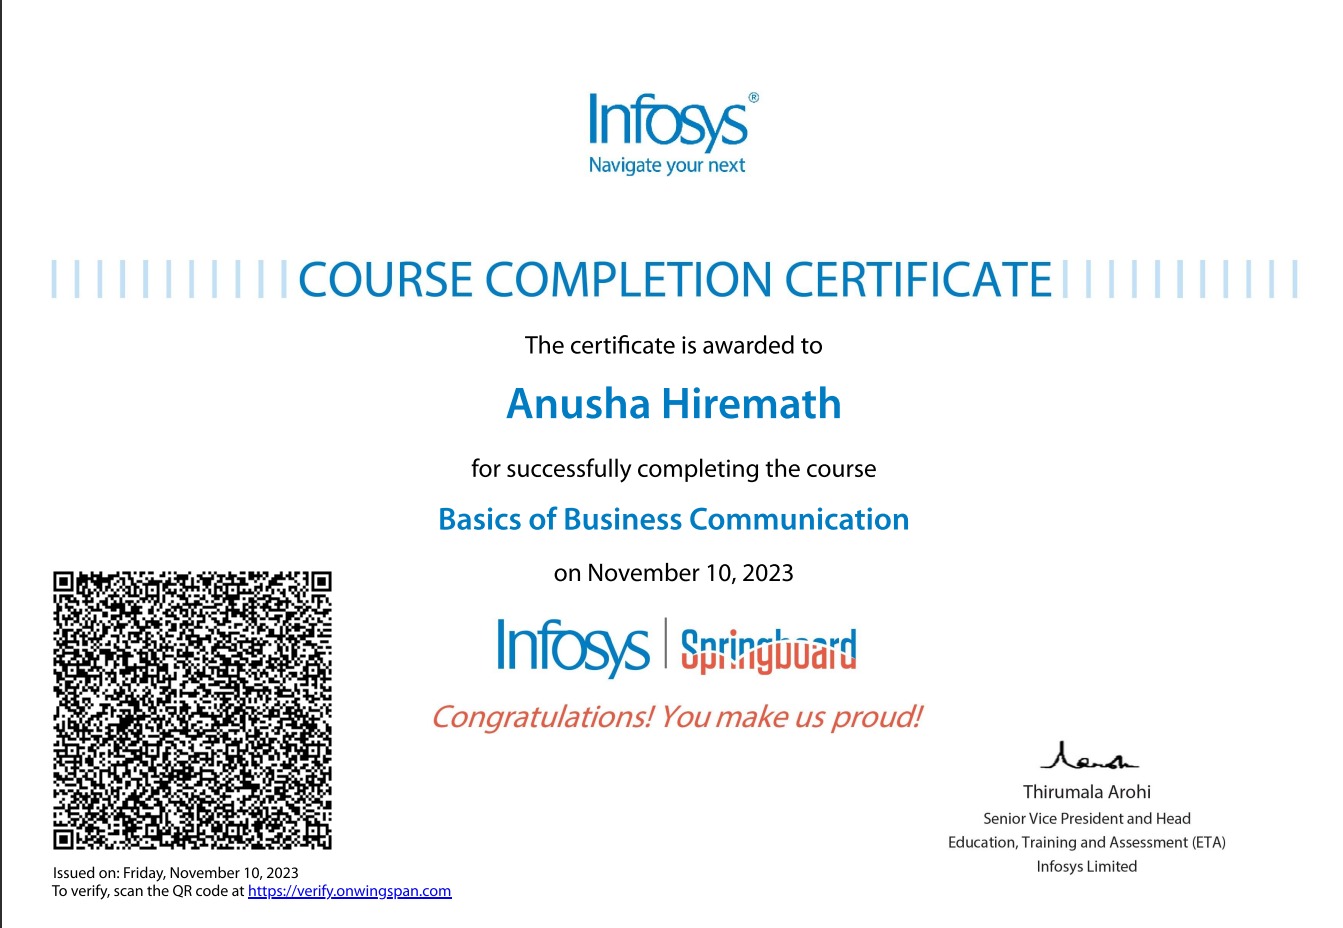 Infosys®
Navigate your next
COURSE COMPLETION CERTIFICATE
The certificate is awarded to
Anusha Hiremath
for successfully completing the course
Basics of Business Communication
on November 10, 2023
Infosys | Springboard
Congratulations! You make us proud!
Thirumala Arohi
Senior Vice President and Head
Education, Training and Assessment (ETA)
Infosys Limited
Issued on: Friday, November 10, 2023
To verify, scan the QR code at https://verify.onwingspan.com